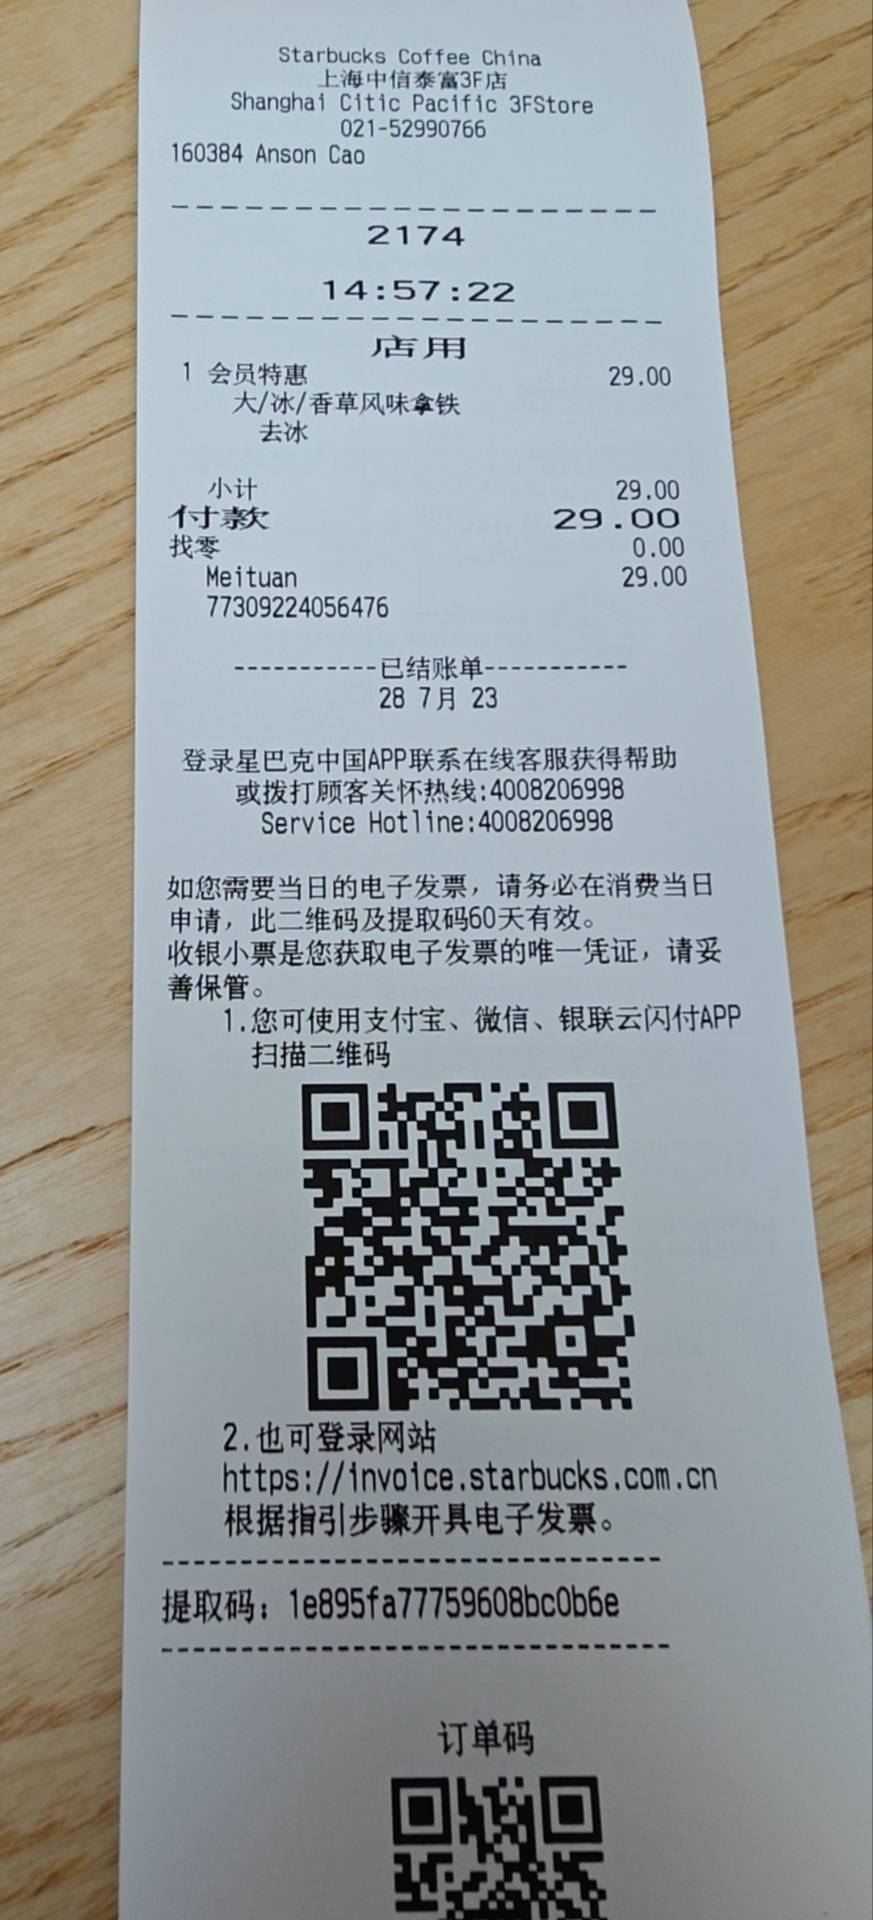 Starbucks Coffee China
上海中信泰富3F店
Shanghai Citic Pacific 3FStore
021-52990766
160384 Anson Cao
--------------------
2174
14:57:22
--------------------
店用
1 会员特惠 29.00
大/冰/香草风味拿铁
去冰
小计 29.00
付款 29.00
找零 0.00
Meituan 29.00
77309224056476
-----------已结账单-----------
28 7月 23
登录星巴克中国APP联系在线客服获得帮助
或拨打顾客关怀热线:4008206998
Service Hotline:4008206998
如您需要当日的电子发票，请务必在消费当日
申请，此二维码及提取码60天有效。
收银小票是您获取电子发票的唯一凭证，请妥
善保管。
1.您可使用支付宝、微信、银联云闪付APP
扫描二维码
2.也可登录网站
https://invoice.starbucks.com.cn
根据指引步骤开具电子发票。
------------------------------
提取码：1e895fa77759608bc0b6e
------------------------------
订单码